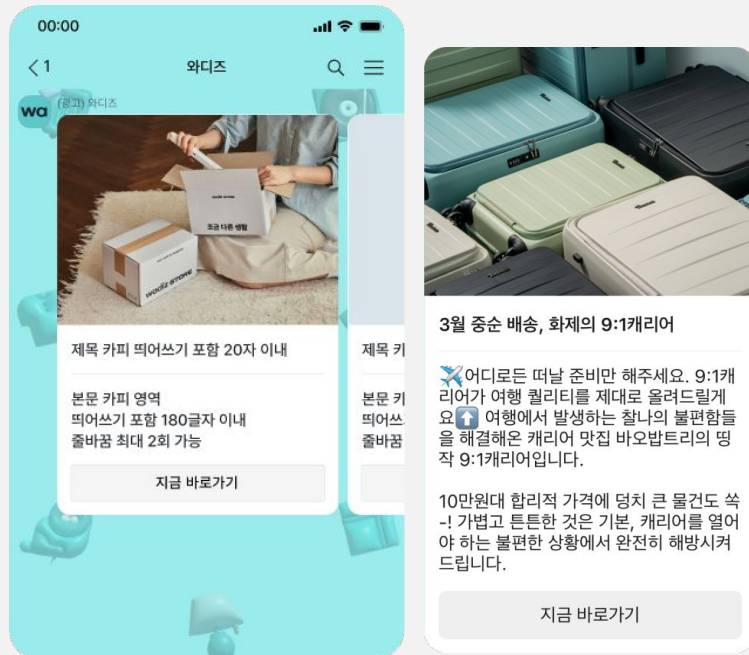 00:00
1
와디즈
wa
(광고) 와디즈
WADIZ STORE
조금 다른 생활
wadiz STORE
제목 카피 띄어쓰기 포함 20자 이내
본문 카피 영역
띄어쓰기 포함 180글자 이내
줄바꿈 최대 2회 가능
지금 바로가기
제목 카
본문 카
띄어쓰
줄바꿈
3월 중순 배송, 화제의 9:1캐리어
✈️어디로든 떠날 준비만 해주세요. 9:1캐
리어가 여행 퀄리티를 제대로 올려드릴게
요⬆️ 여행에서 발생하는 찰나의 불편함들
을 해결해온 캐리어 맛집 바오밥트리의 띵
작 9:1캐리어입니다.
10만원대 합리적 가격에 덩치 큰 물건도 쏙
-! 가볍고 튼튼한 것은 기본, 캐리어를 열어
야 하는 불편한 상황에서 완전히 해방시켜
드립니다.
지금 바로가기